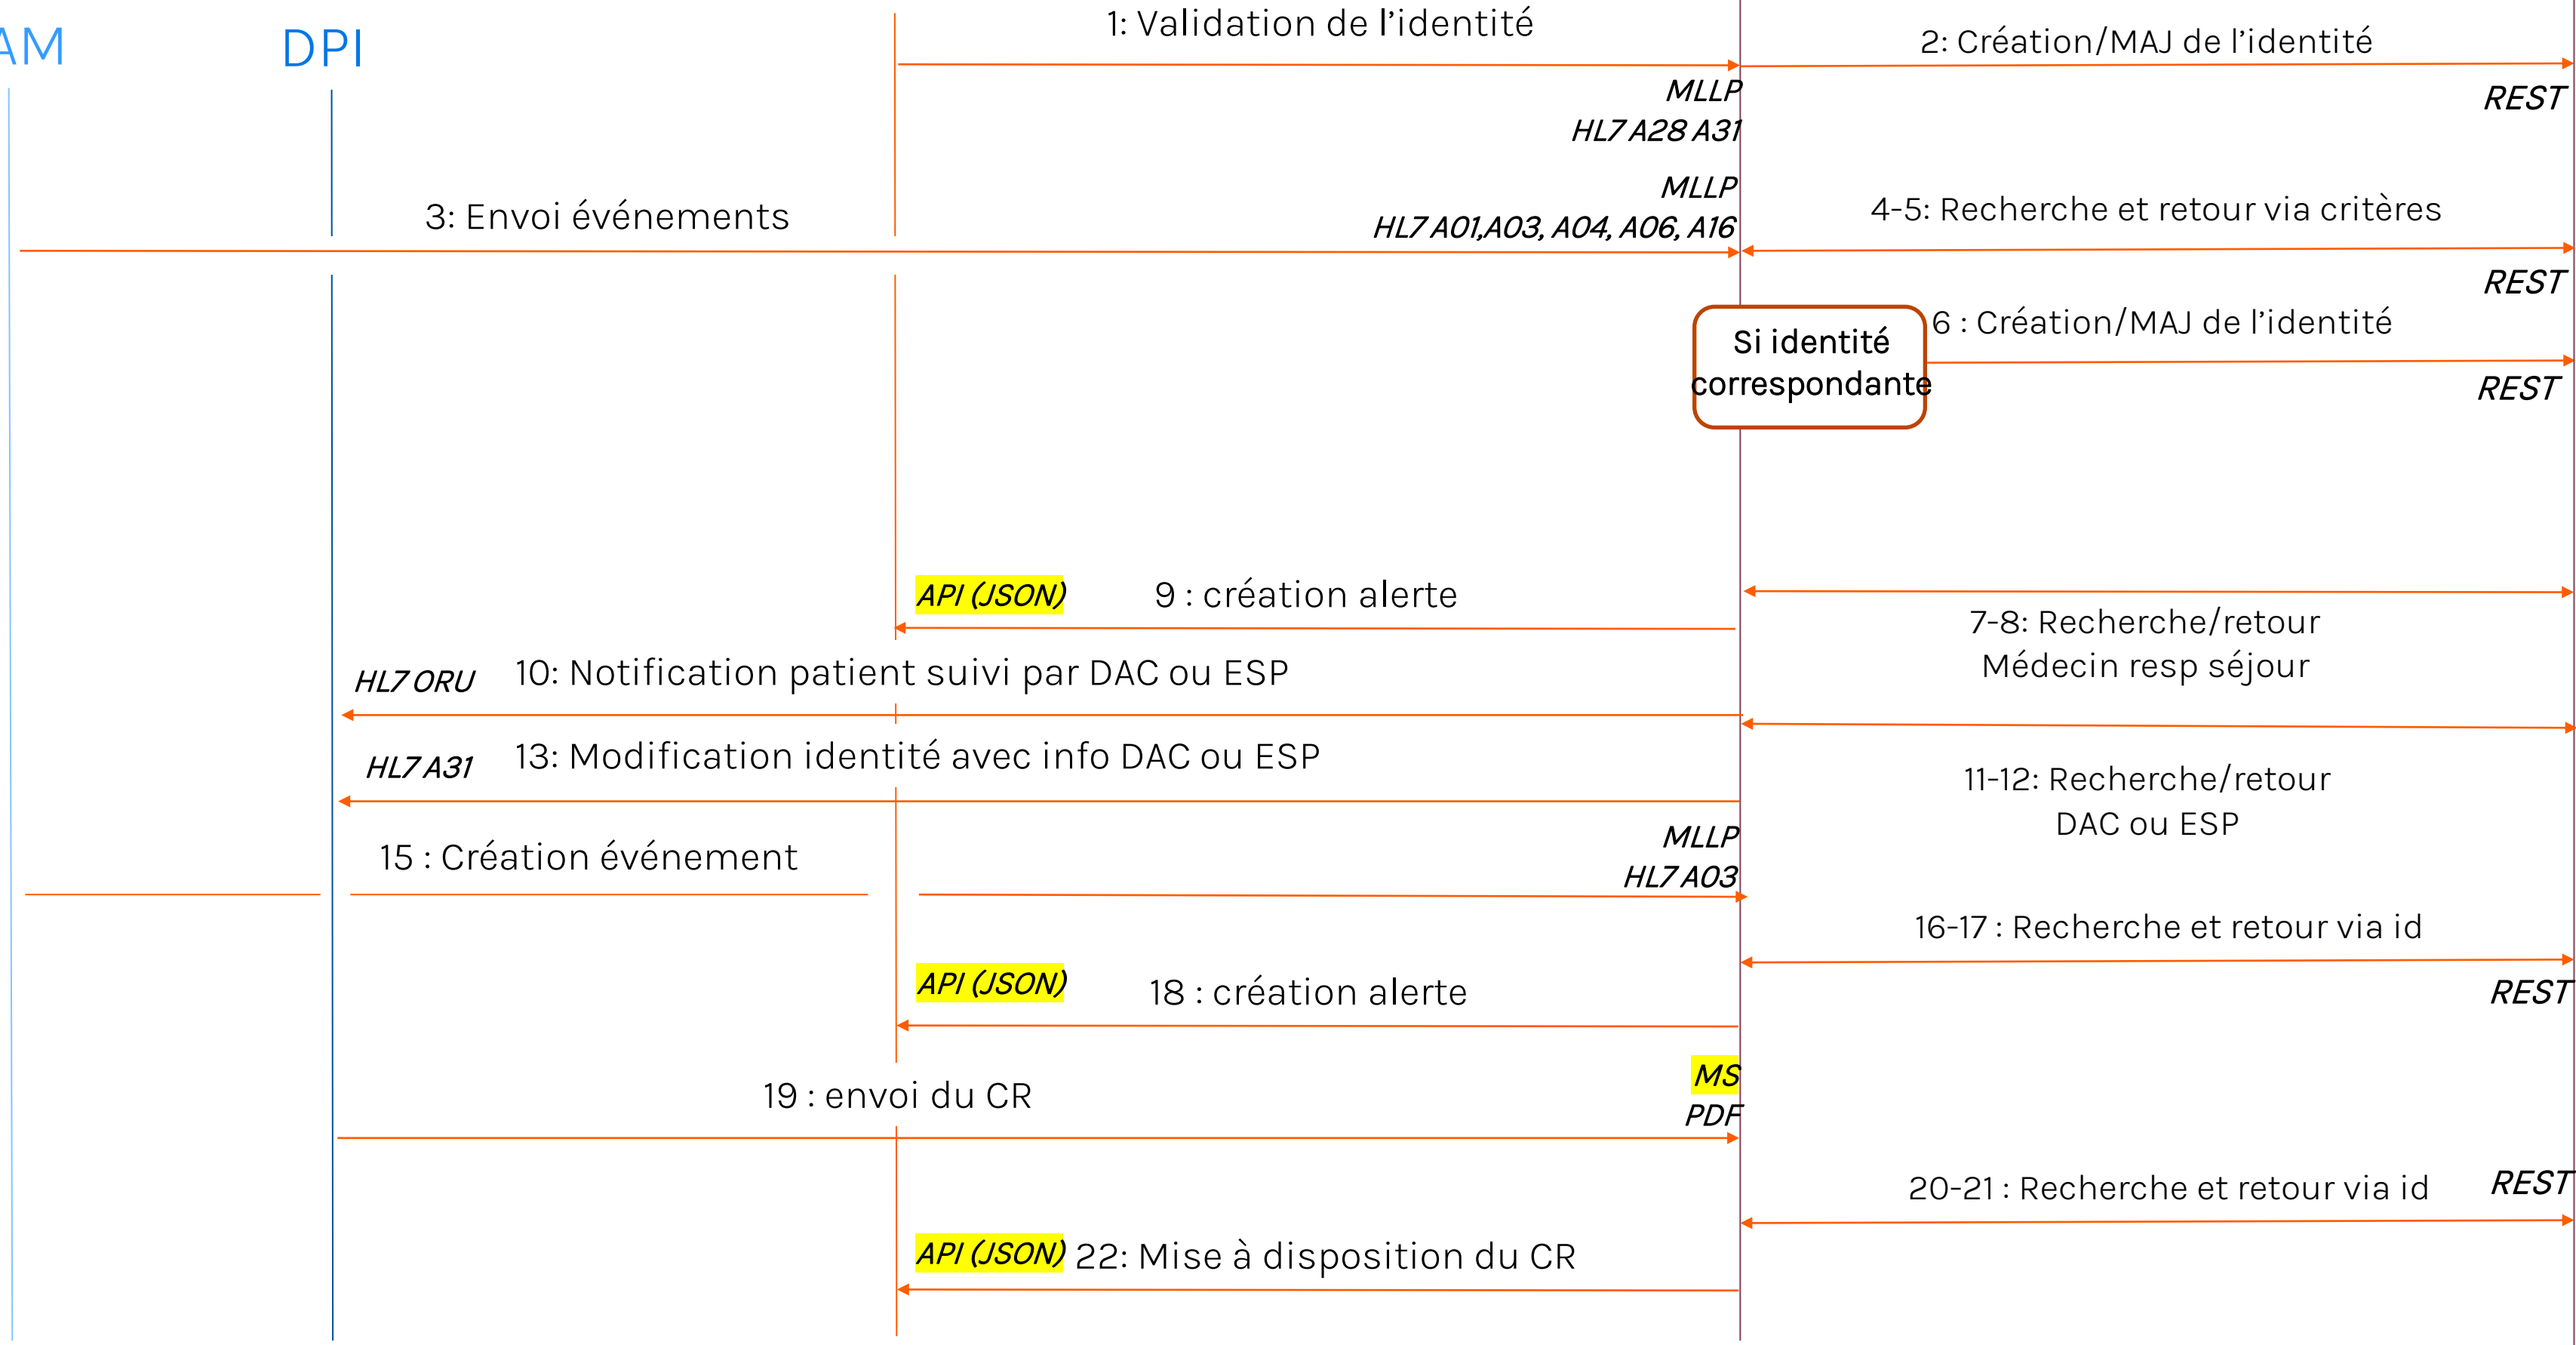 AM
DPI
1: Validation de l'identité
2: Création/MAJ de l'identité
MLLP
HL7 A28 A31
REST
3: Envoi événements
MLLP
HL7 A01,A03, A04, A06, A16
4-5: Recherche et retour via critères
REST
Si identité
correspondante
6 : Création/MAJ de l'identité
REST
API (JSON)
9 : création alerte
7-8: Recherche/retour
Médecin resp séjour
HL7 ORU
10: Notification patient suivi par DAC ou ESP
HL7 A31
13: Modification identité avec info DAC ou ESP
11-12: Recherche/retour
DAC ou ESP
15 : Création événement
MLLP
HL7 A03
16-17 : Recherche et retour via id
REST
API (JSON)
18 : création alerte
19 : envoi du CR
MS
PDF
20-21 : Recherche et retour via id
REST
API (JSON)
22: Mise à disposition du CR